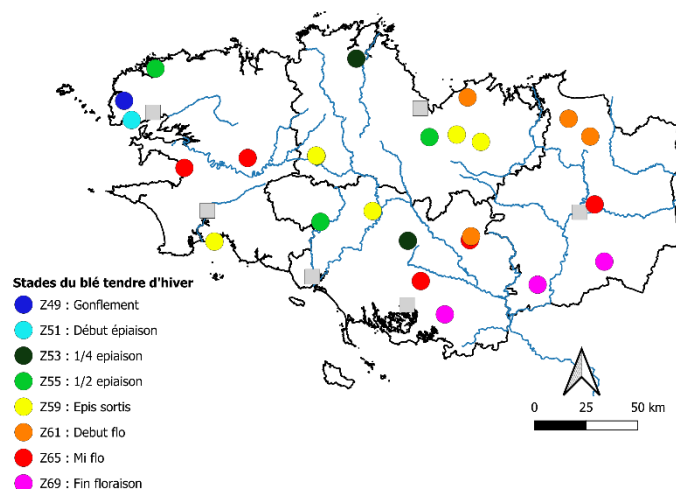 Stades du blé tendre d'hiver
Z49 : Gonflement
Z51 : Début épiaison
Z53 : 1/4 epiaison
Z55 : 1/2 epiaison
Z59 : Epis sortis
Z61 : Debut flo
Z65 : Mi flo
Z69 : Fin floraison
0 25 50 km